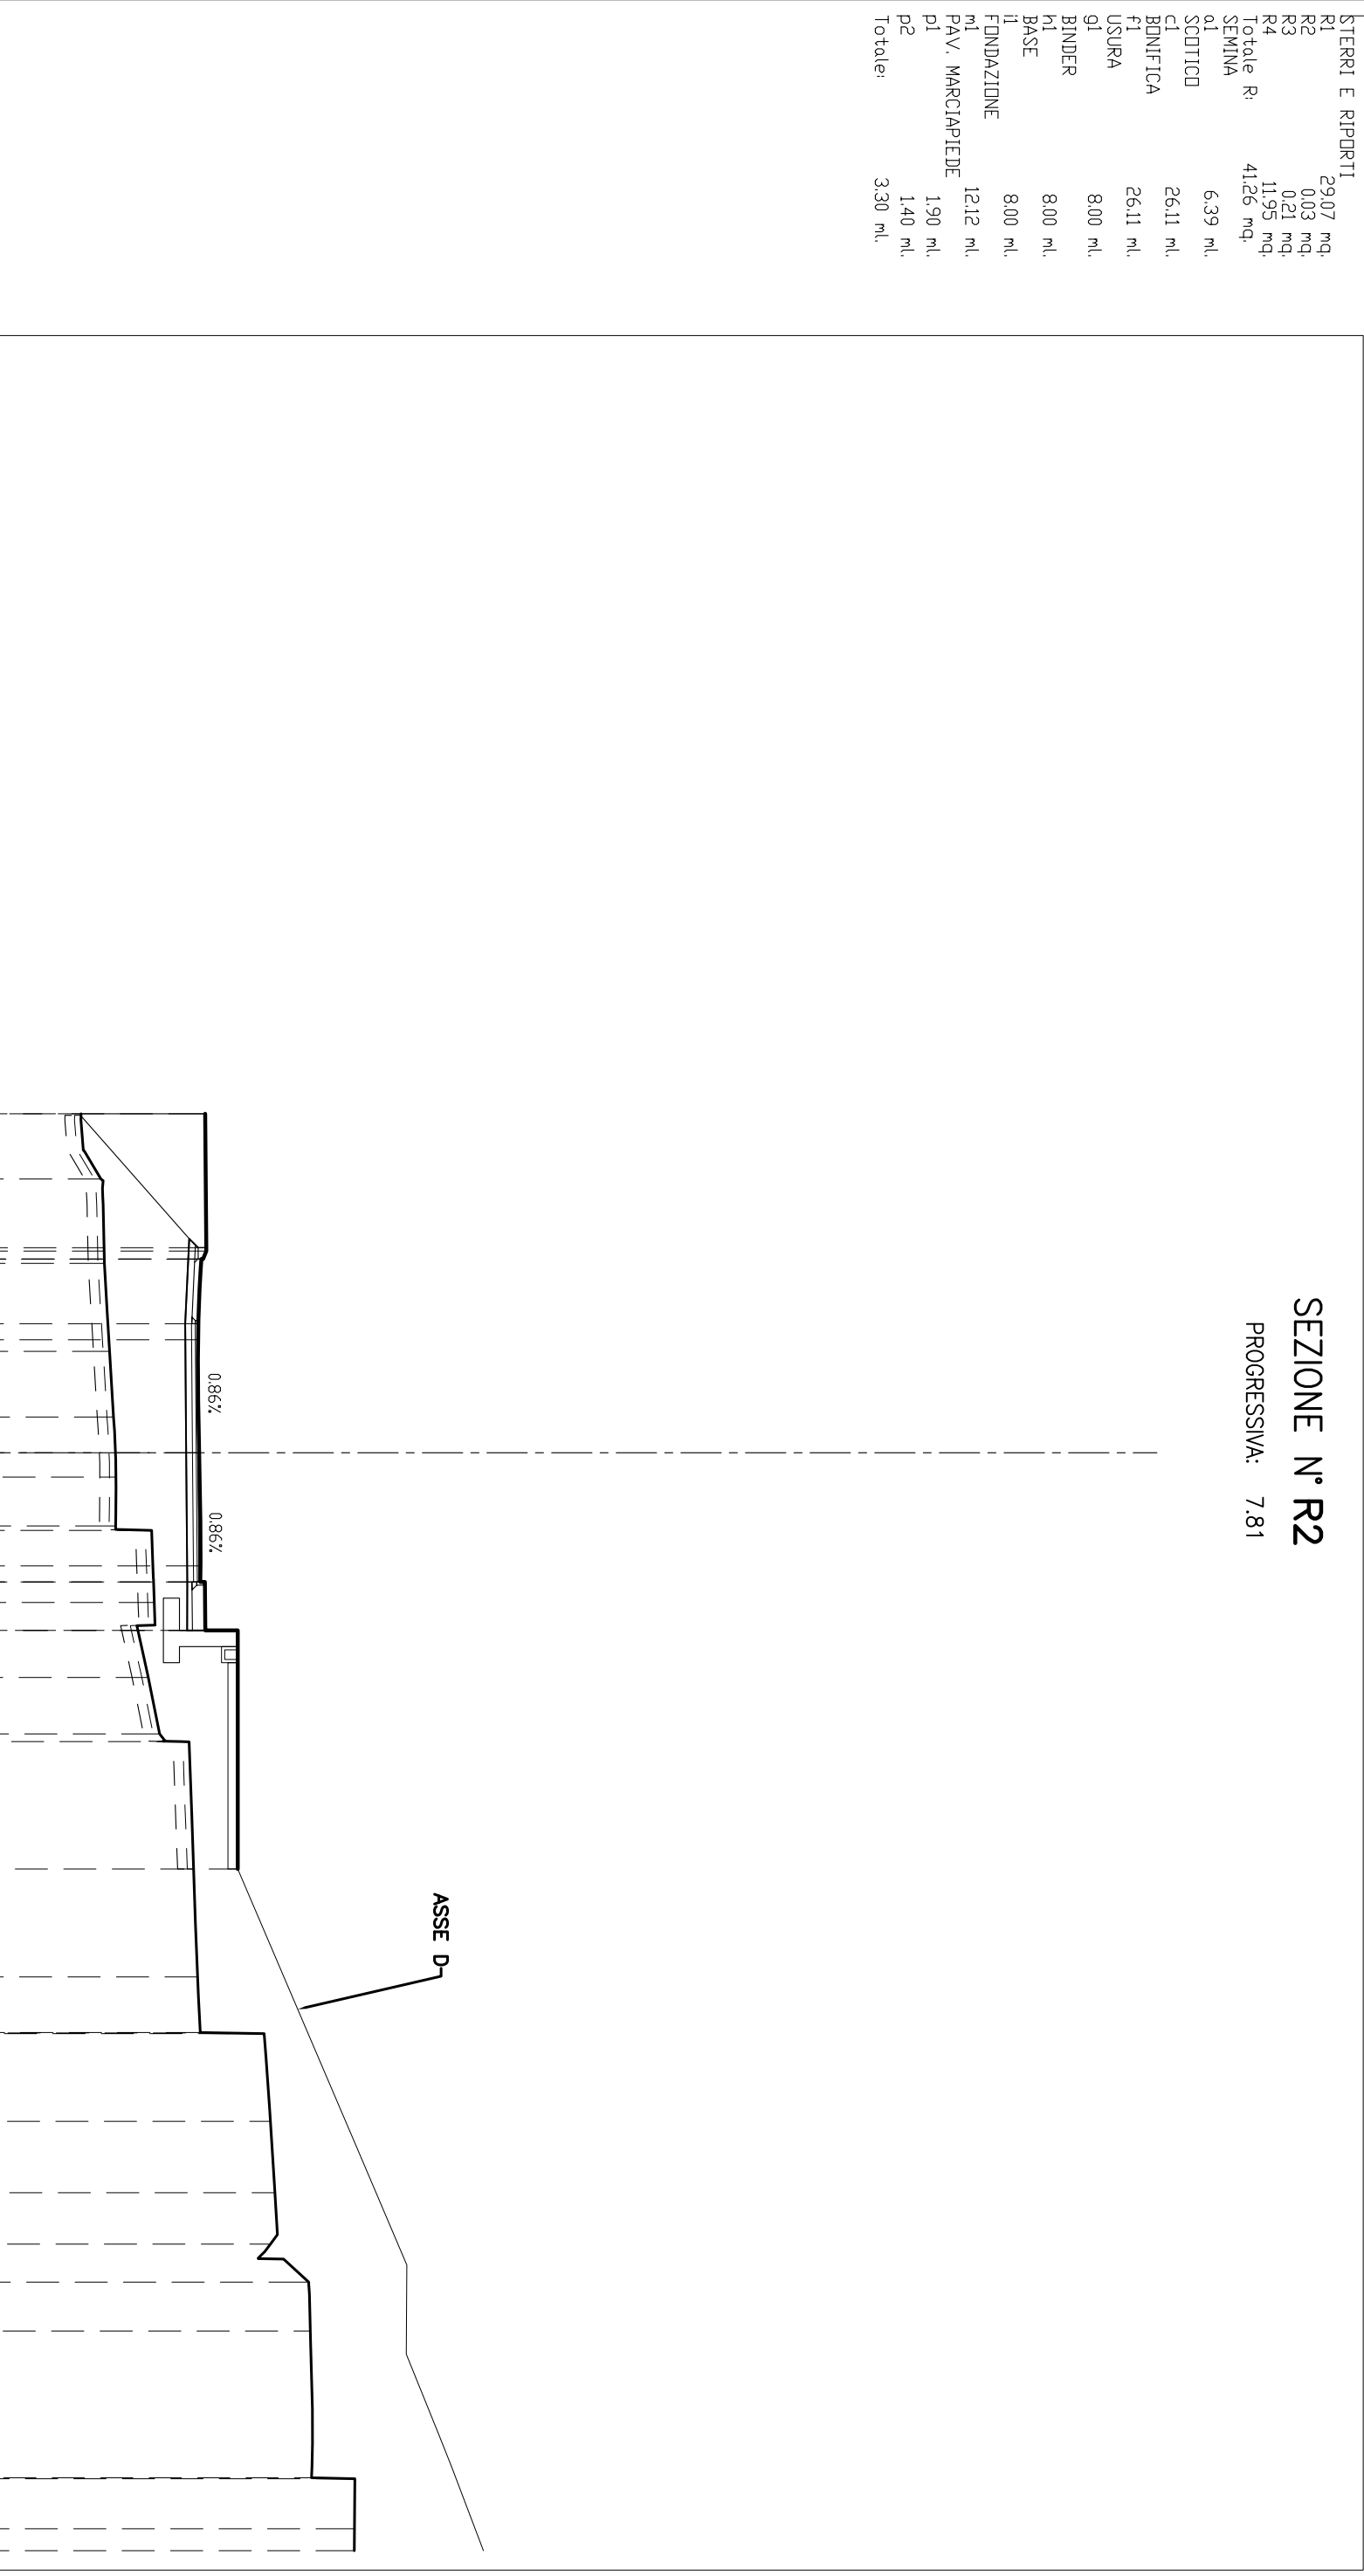 STERRI E RIPORTI
R1 29.07 mq.
R2 0.03 mq.
R3 0.21 mq.
R4 11.95 mq.
Totale R: 41.26 mq.
SEMINA
a1 6.39 ml.
SCOTICO
c1 26.11 ml.
BONIFICA
f1 26.11 ml.
USURA
g1 8.00 ml.
BINDER
h1 8.00 ml.
BASE
i1 8.00 ml.
FONDAZIONE
m1 12.12 ml.
PAV. MARCIAPIEDE
p1 1.90 ml.
p2 1.40 ml.
Totale: 3.30 ml.
SEZIONE N° R2
PROGRESSIVA: 7.81
ASSE D
0.86%
0.86%